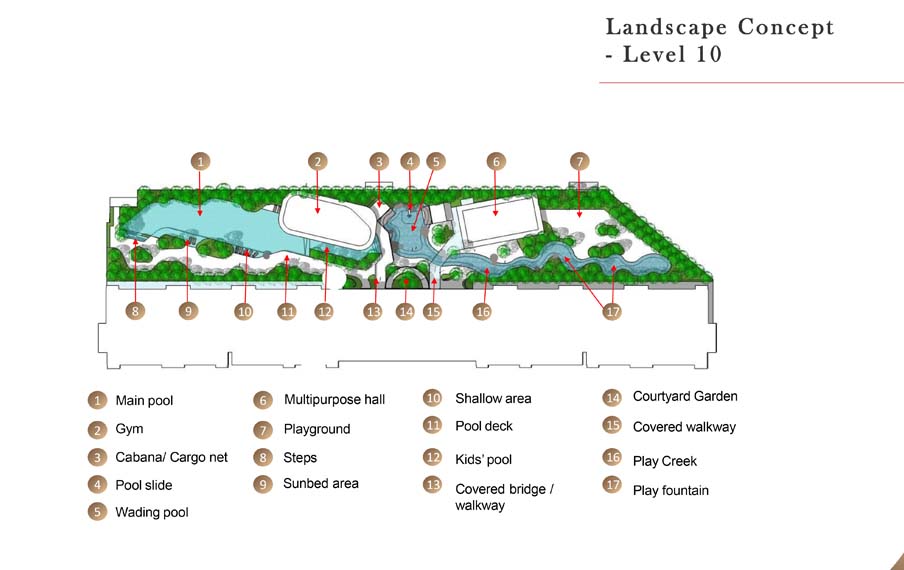 Landscape Concept
- Level 10
1 2 3 4 5 6 7
8 9 10 11 12 13 14 15 16 17
1 Main pool
2 Gym
3 Cabana/ Cargo net
4 Pool slide
5 Wading pool
6 Multipurpose hall
7 Playground
8 Steps
9 Sunbed area
10 Shallow area
11 Pool deck
12 Kids' pool
13 Covered bridge /
walkway
14 Courtyard Garden
15 Covered walkway
16 Play Creek
17 Play fountain